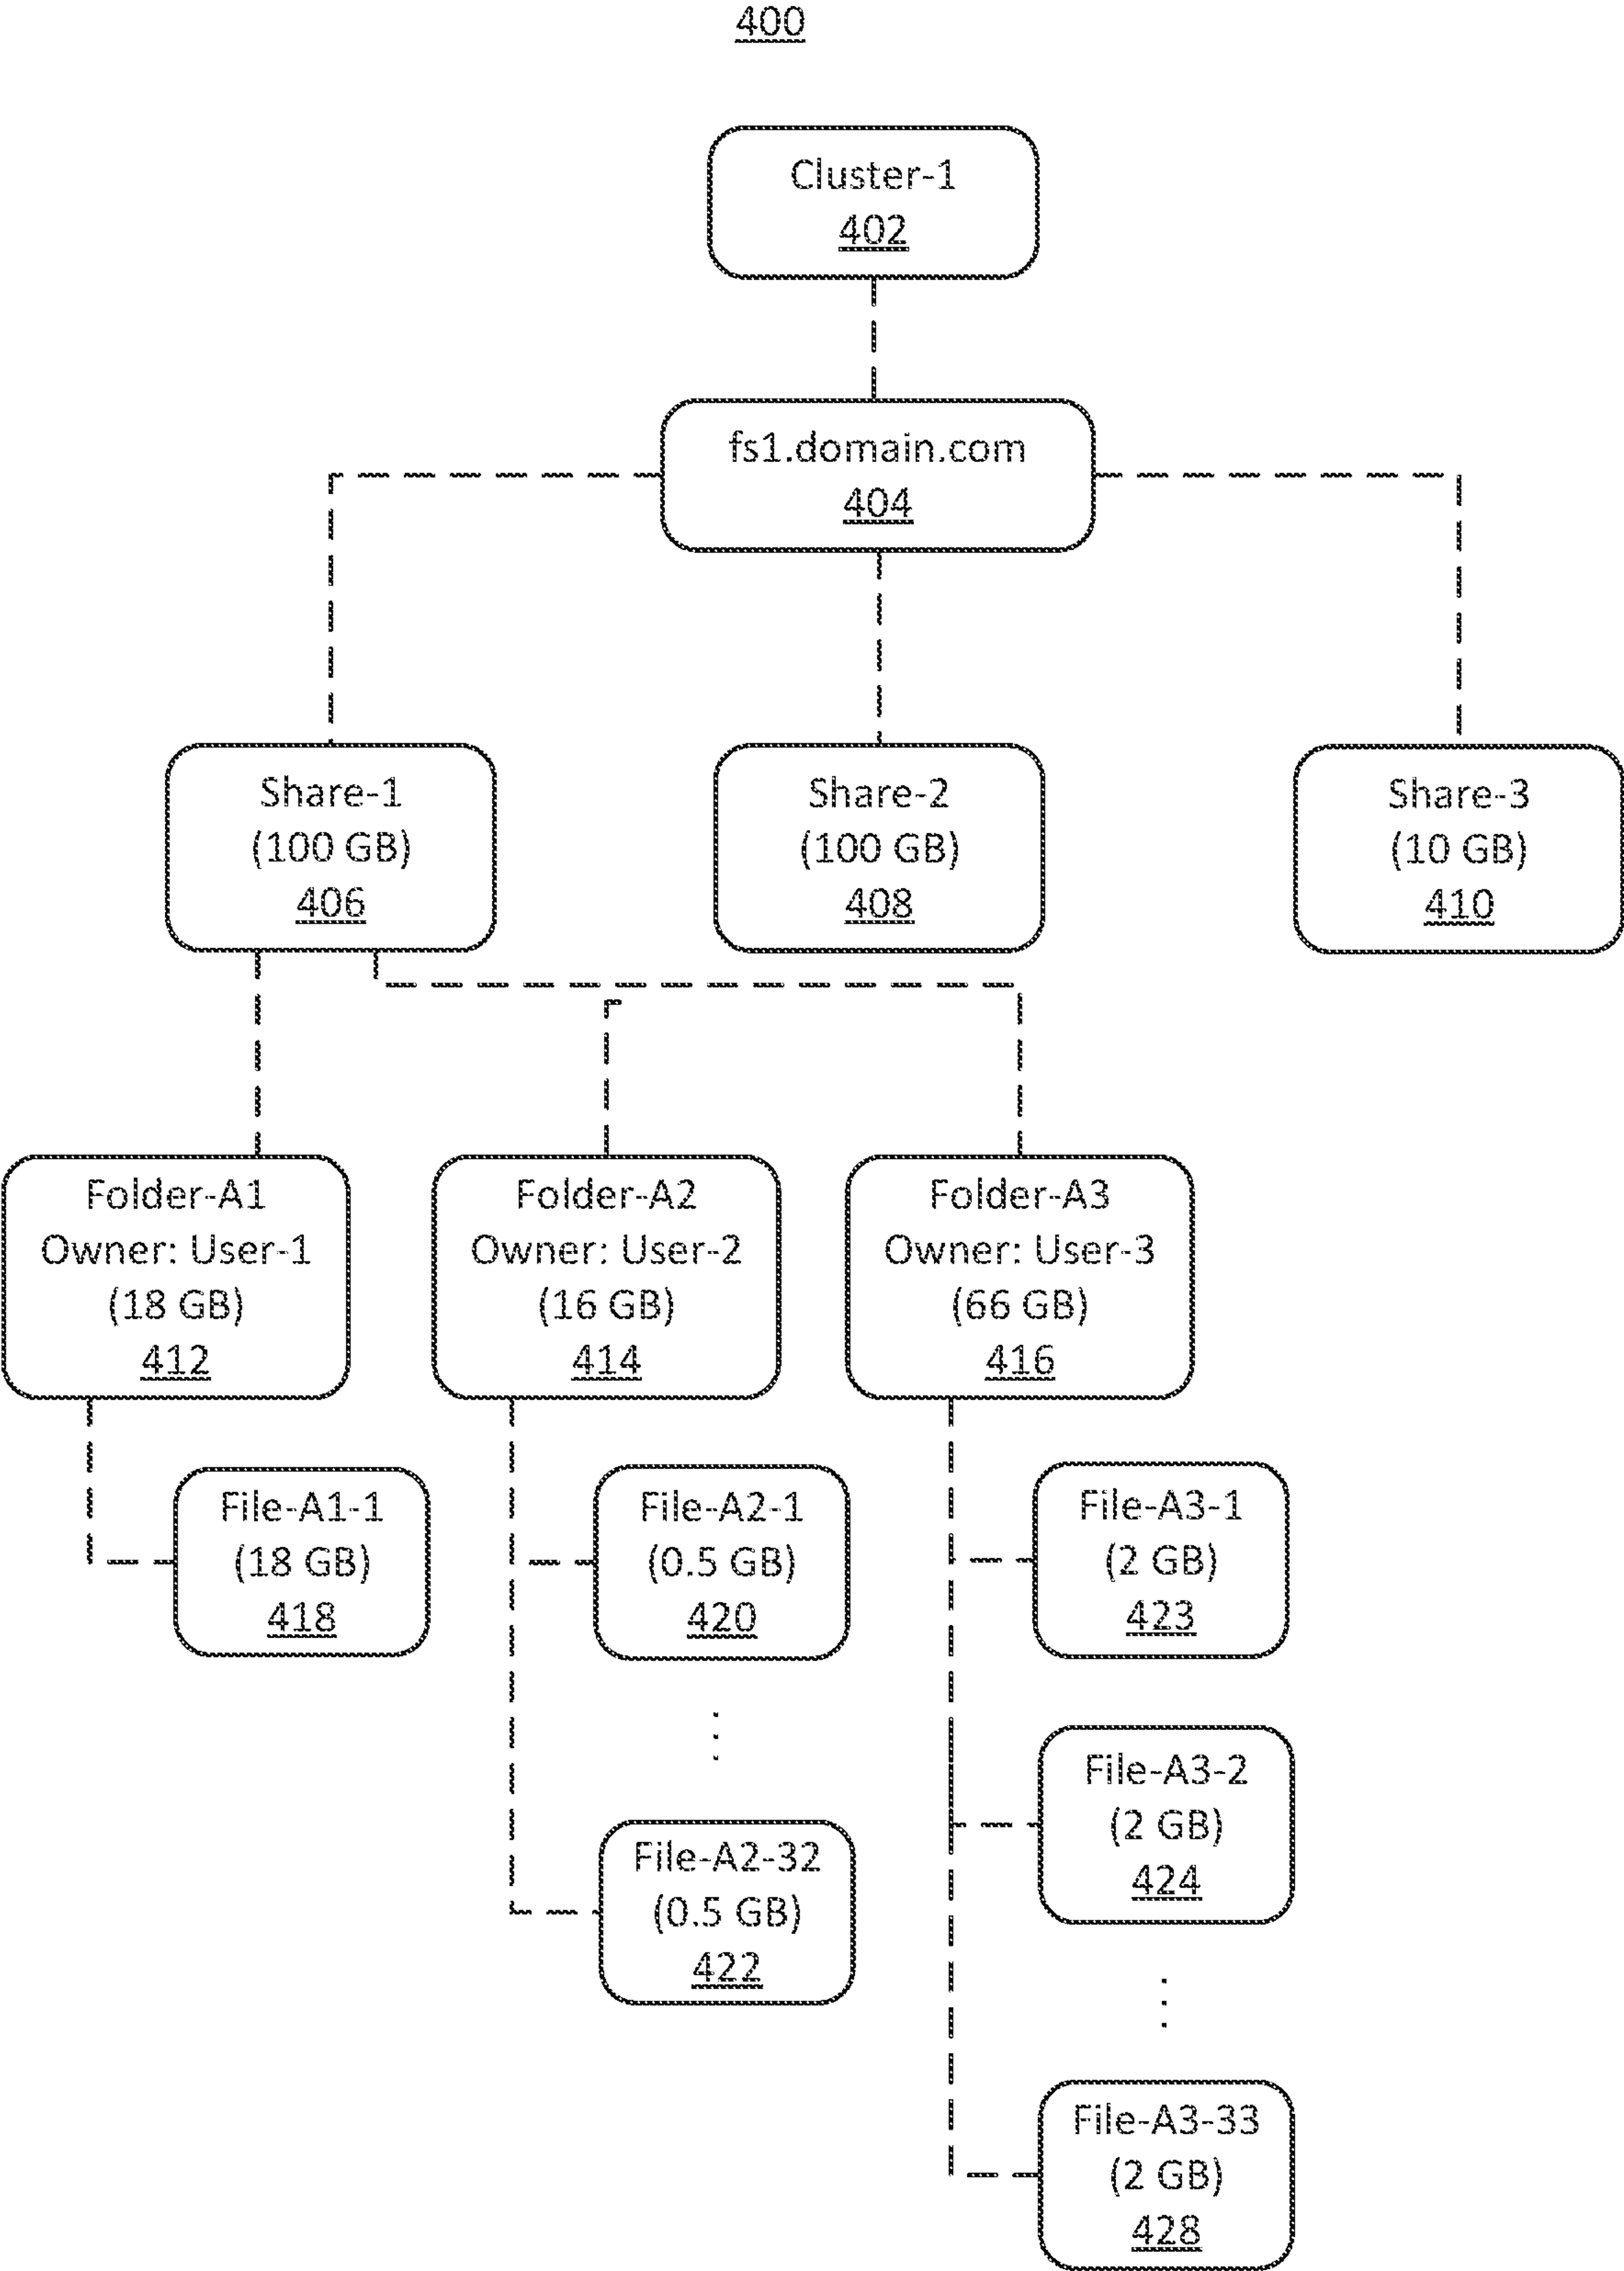 400
Cluster-1
402
fs1.domain.com
404
Share-1
(100 GB)
406
Share-2
(100 GB)
408
Share-3
(10 GB)
410
Folder-A1
Owner: User-1
(18 GB)
412
Folder-A2
Owner: User-2
(16 GB)
414
Folder-A3
Owner: User-3
(66 GB)
416
File-A1-1
(18 GB)
418
File-A2-1
(0.5 GB)
420
File-A3-1
(2 GB)
423
File-A3-2
(2 GB)
424
File-A2-32
(0.5 GB)
422
File-A3-33
(2 GB)
428